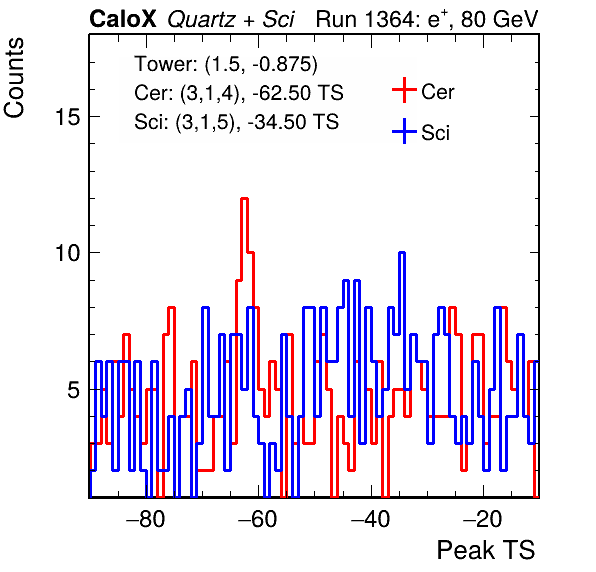 CaloX Quartz + Sci Run 1364: e+, 80 GeV
Counts
Tower: (1.5, -0.875)
Cer: (3,1,4), -62.50 TS
Sci: (3,1,5), -34.50 TS
Cer
Sci
15
10
5
−80 −60 −40 −20
Peak TS